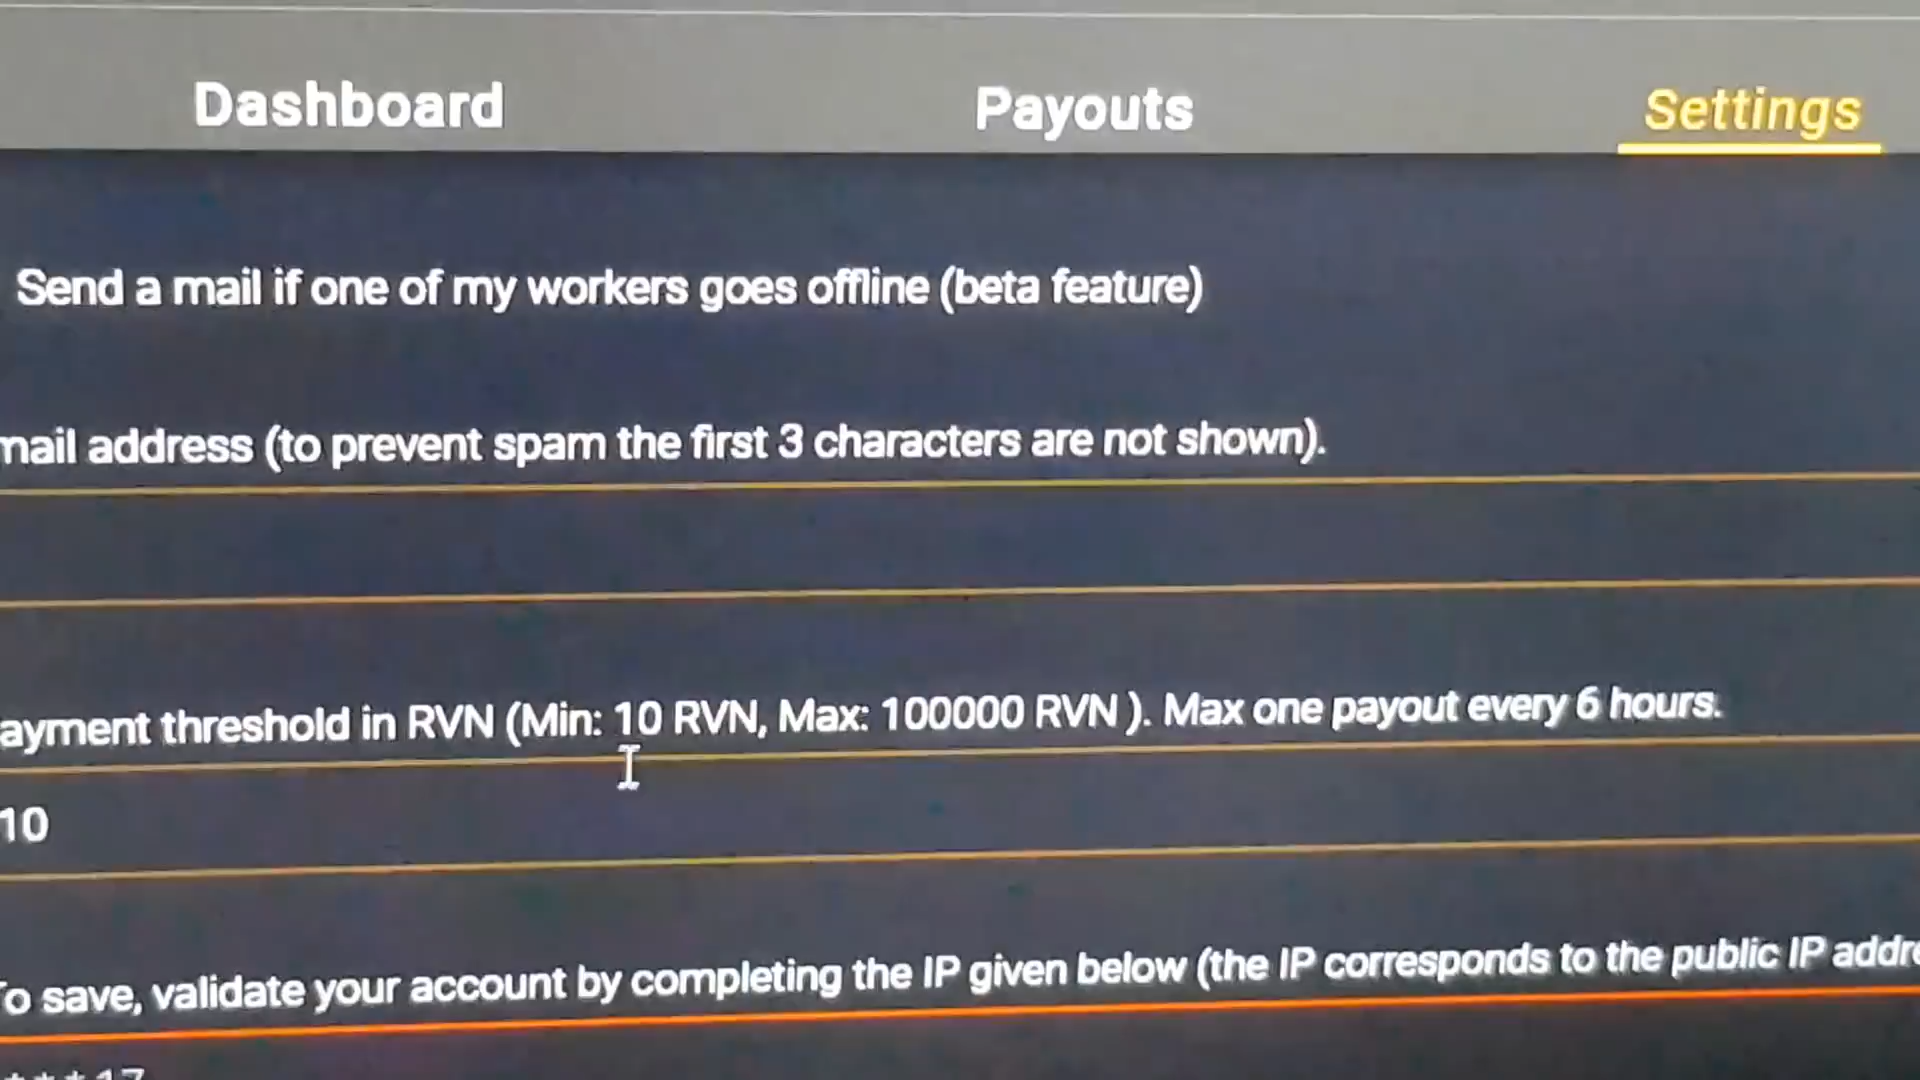 Dashboard Payouts Settings
Send a mail if one of my workers goes offline (beta feature)
mail address (to prevent spam the first 3 characters are not shown).
ayment threshold in RVN (Min: 10 RVN, Max: 100000 RVN ). Max one payout every 6 hours.
10
To save, validate your account by completing the IP given below (the IP corresponds to the public IP addre